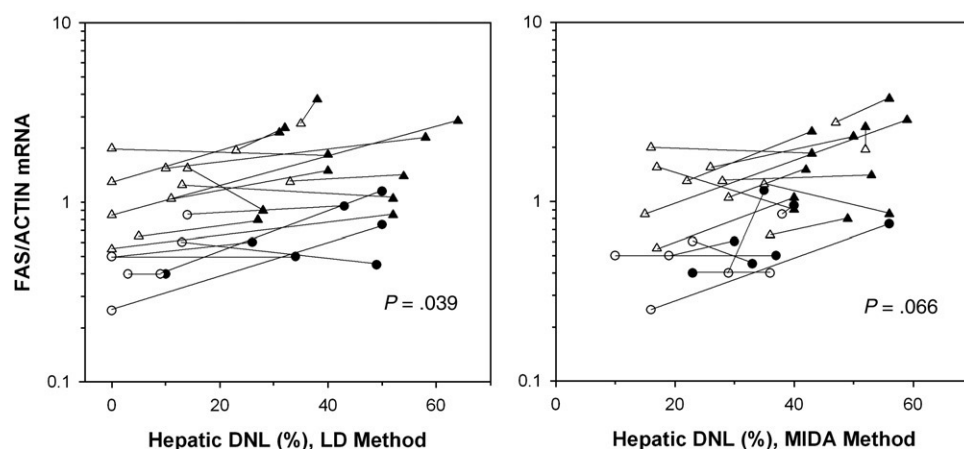 FAS/ACTIN mRNA
10
1
0.1
P = .039
0
20
40
60
Hepatic DNL (%), LD Method
10
1
0.1
P = .066
0
20
40
60
Hepatic DNL (%), MIDA Method